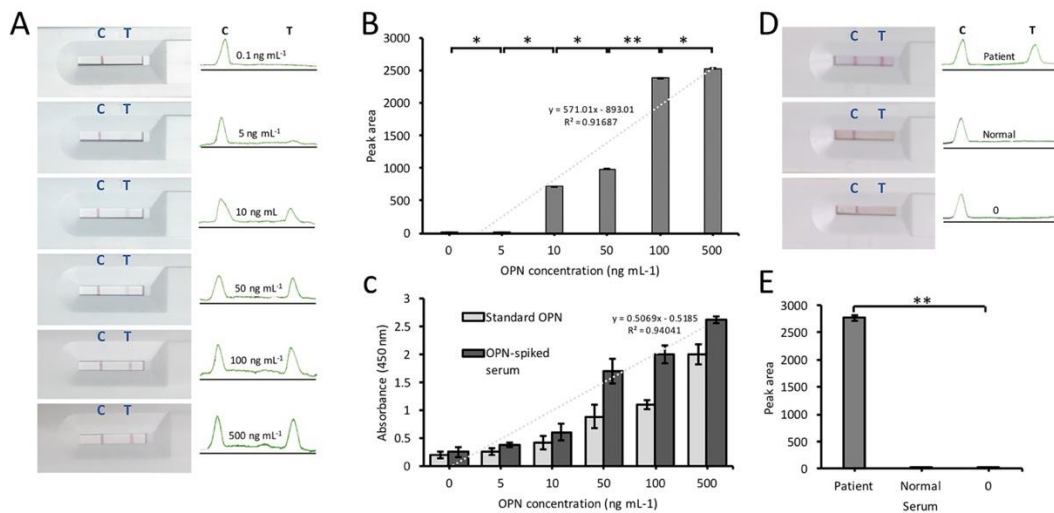 A
C T
0.1 ng mL-1
C T
5 ng mL-1
C T
10 ng mL
C T
50 ng mL-1
C T
100 ng mL-1
C T
500 ng mL-1
C T
B
* * * ** *
3000
2500
2000
1500
1000
500
0
Peak area
y = 571.01x - 893.01
R² = 0.91687
0 5 10 50 100 500
OPN concentration (ng mL-1)
C
3
2.5
2
1.5
1
0.5
0
Absorbance (450 nm)
Standard OPN
OPN-spiked
serum
y = 0.5069x - 0.5185
R² = 0.94041
0 5 10 50 100 500
OPN concentration (ng mL-1)
D
C T
C T
Patient
C T
Normal
C T
0
E
**
3000
2500
2000
1500
1000
500
0
Peak area
Patient Normal 0
Serum